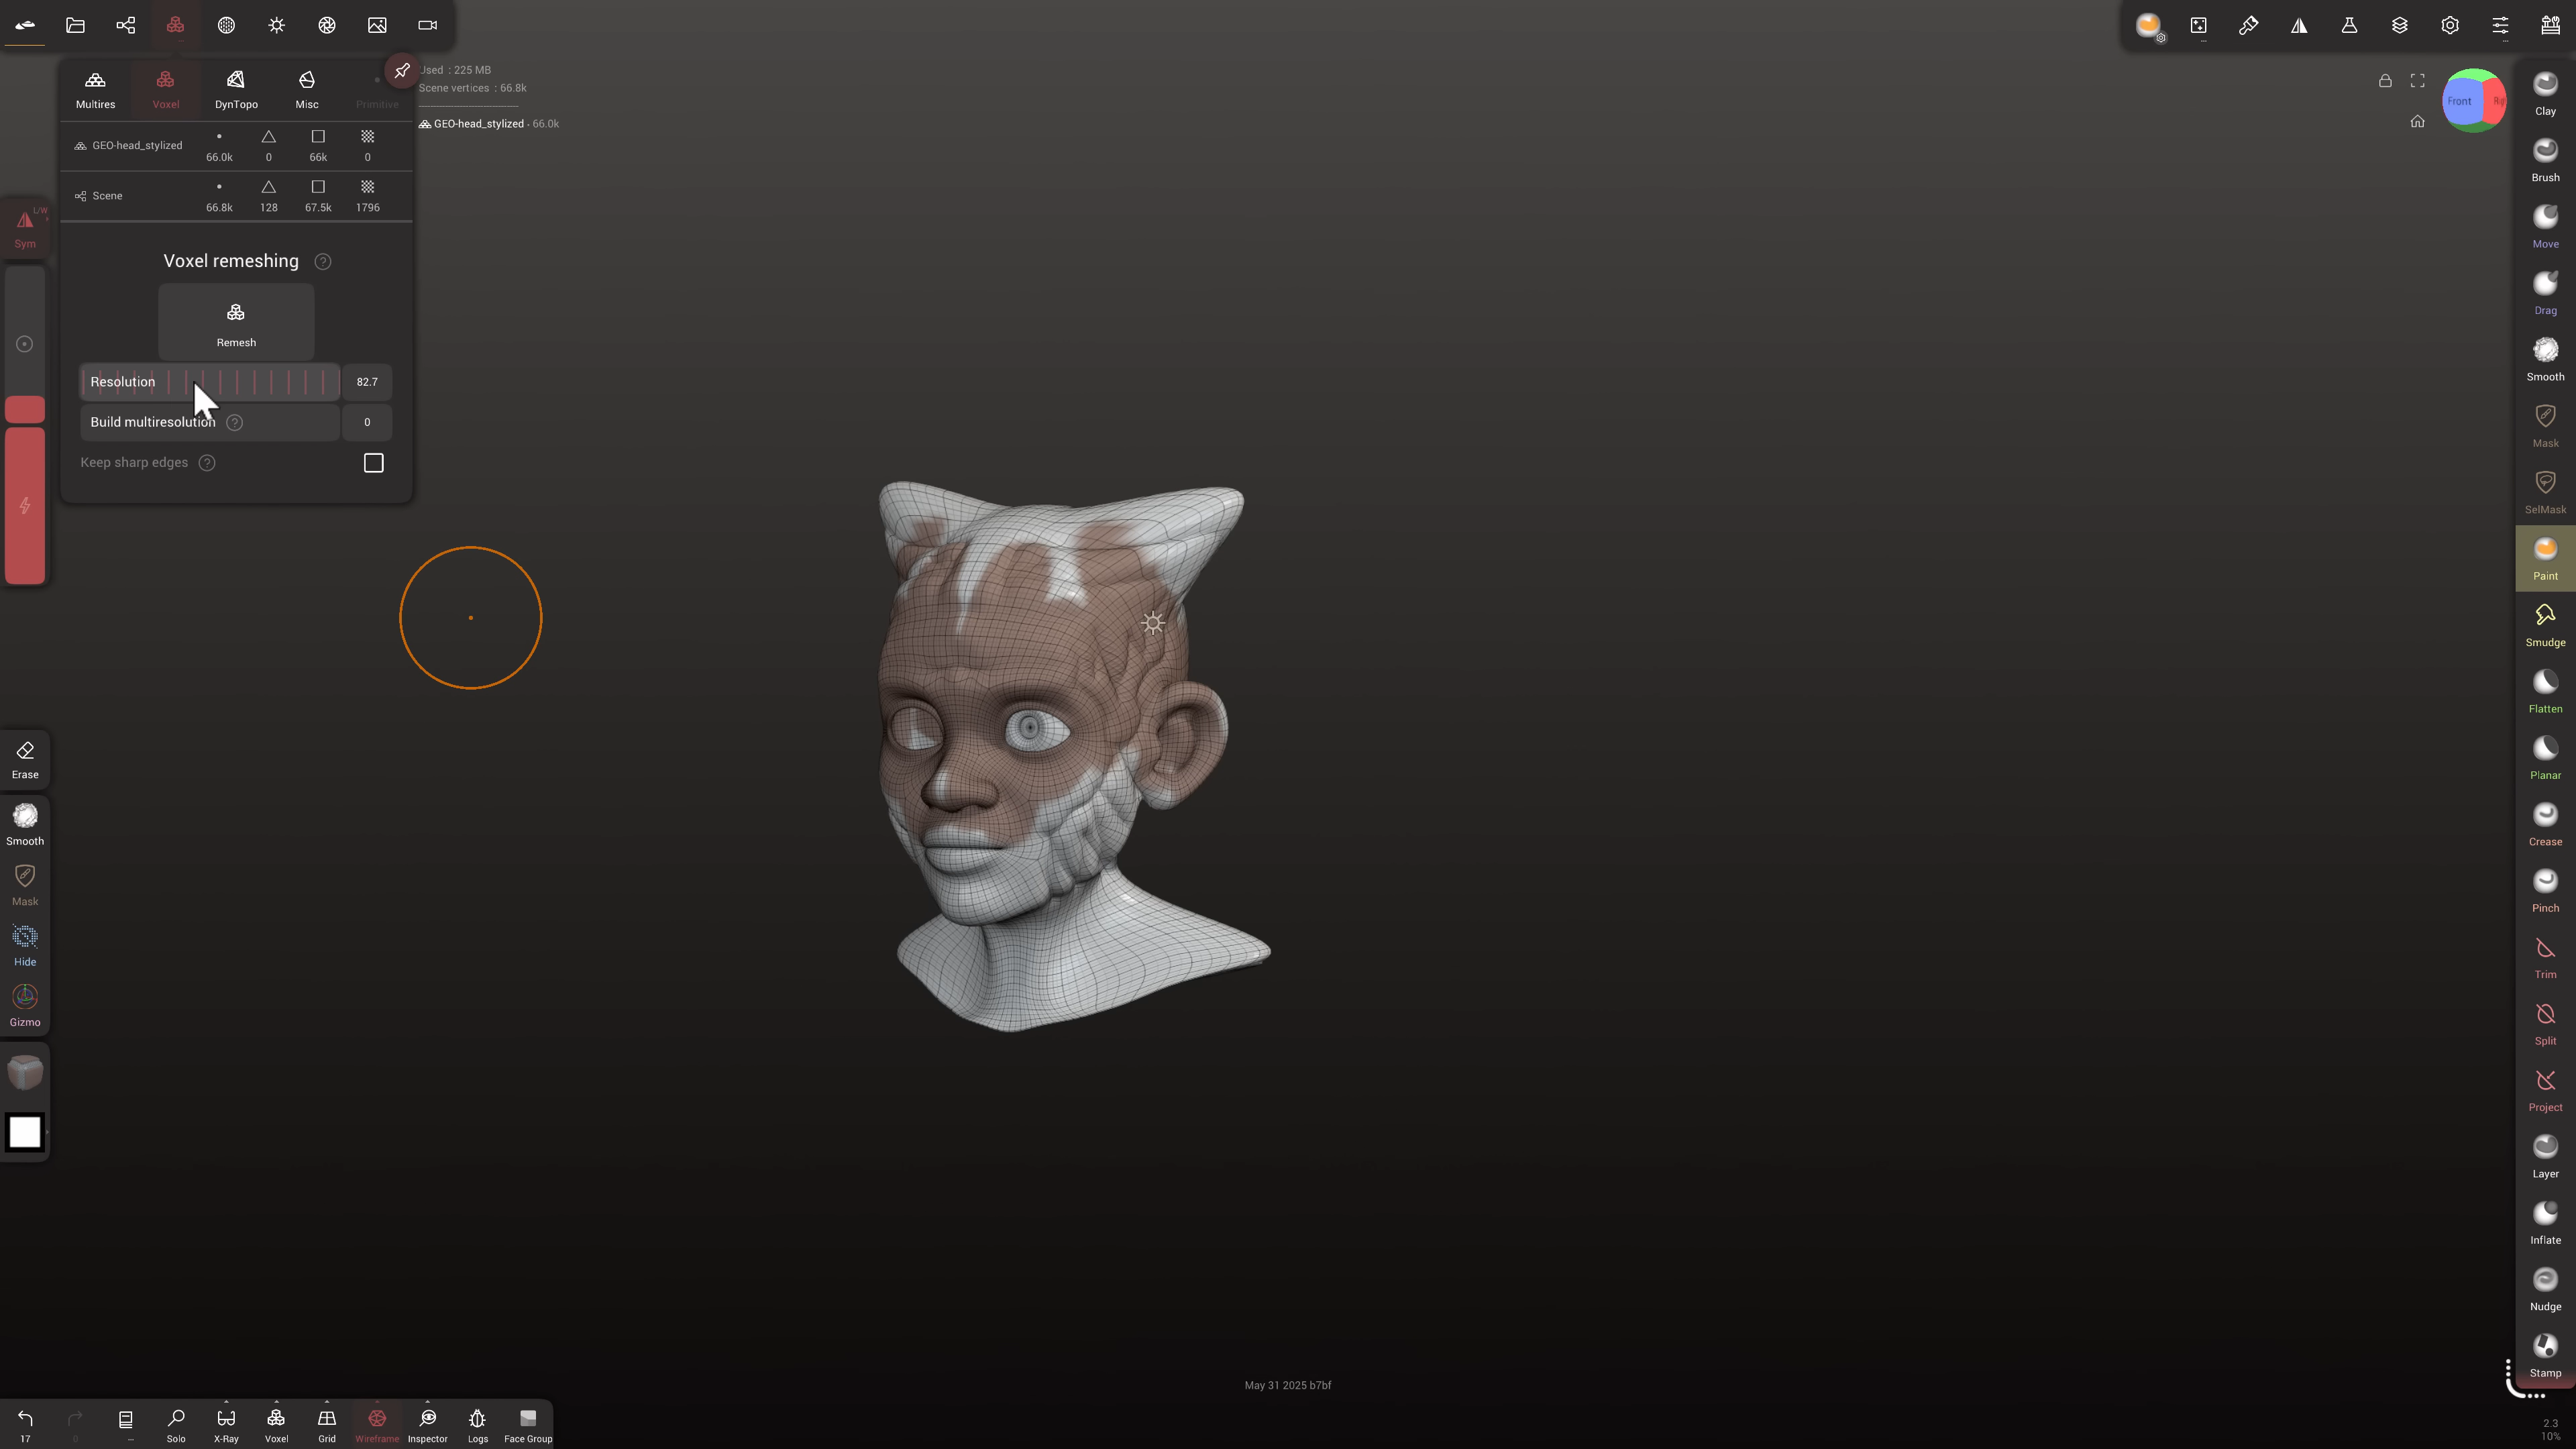 Multires
Voxel
DynTopo
Misc
Primitive
Used : 225 MB
Scene vertices : 66.8k
GEO-head_stylized · 66.0k
GEO-head_stylized
66.0k
0
66k
0
Scene
66.8k
128
67.5k
1796
L/W
x
Sym
Voxel remeshing
?
Remesh
Resolution
82.7
Build multiresolution
?
0
Keep sharp edges
?
Erase
Smooth
Mask
Hide
Gizmo
Front
Clay
Brush
Move
Drag
Smooth
Mask
SelMask
Paint
Smudge
Flatten
Planar
Crease
Pinch
Trim
Split
Project
Layer
Inflate
Nudge
Stamp
May 31 2025 b7bf
17
0
...
Solo
X-Ray
Voxel
Grid
Wireframe
Inspector
Logs
Face Group
2.3
10%